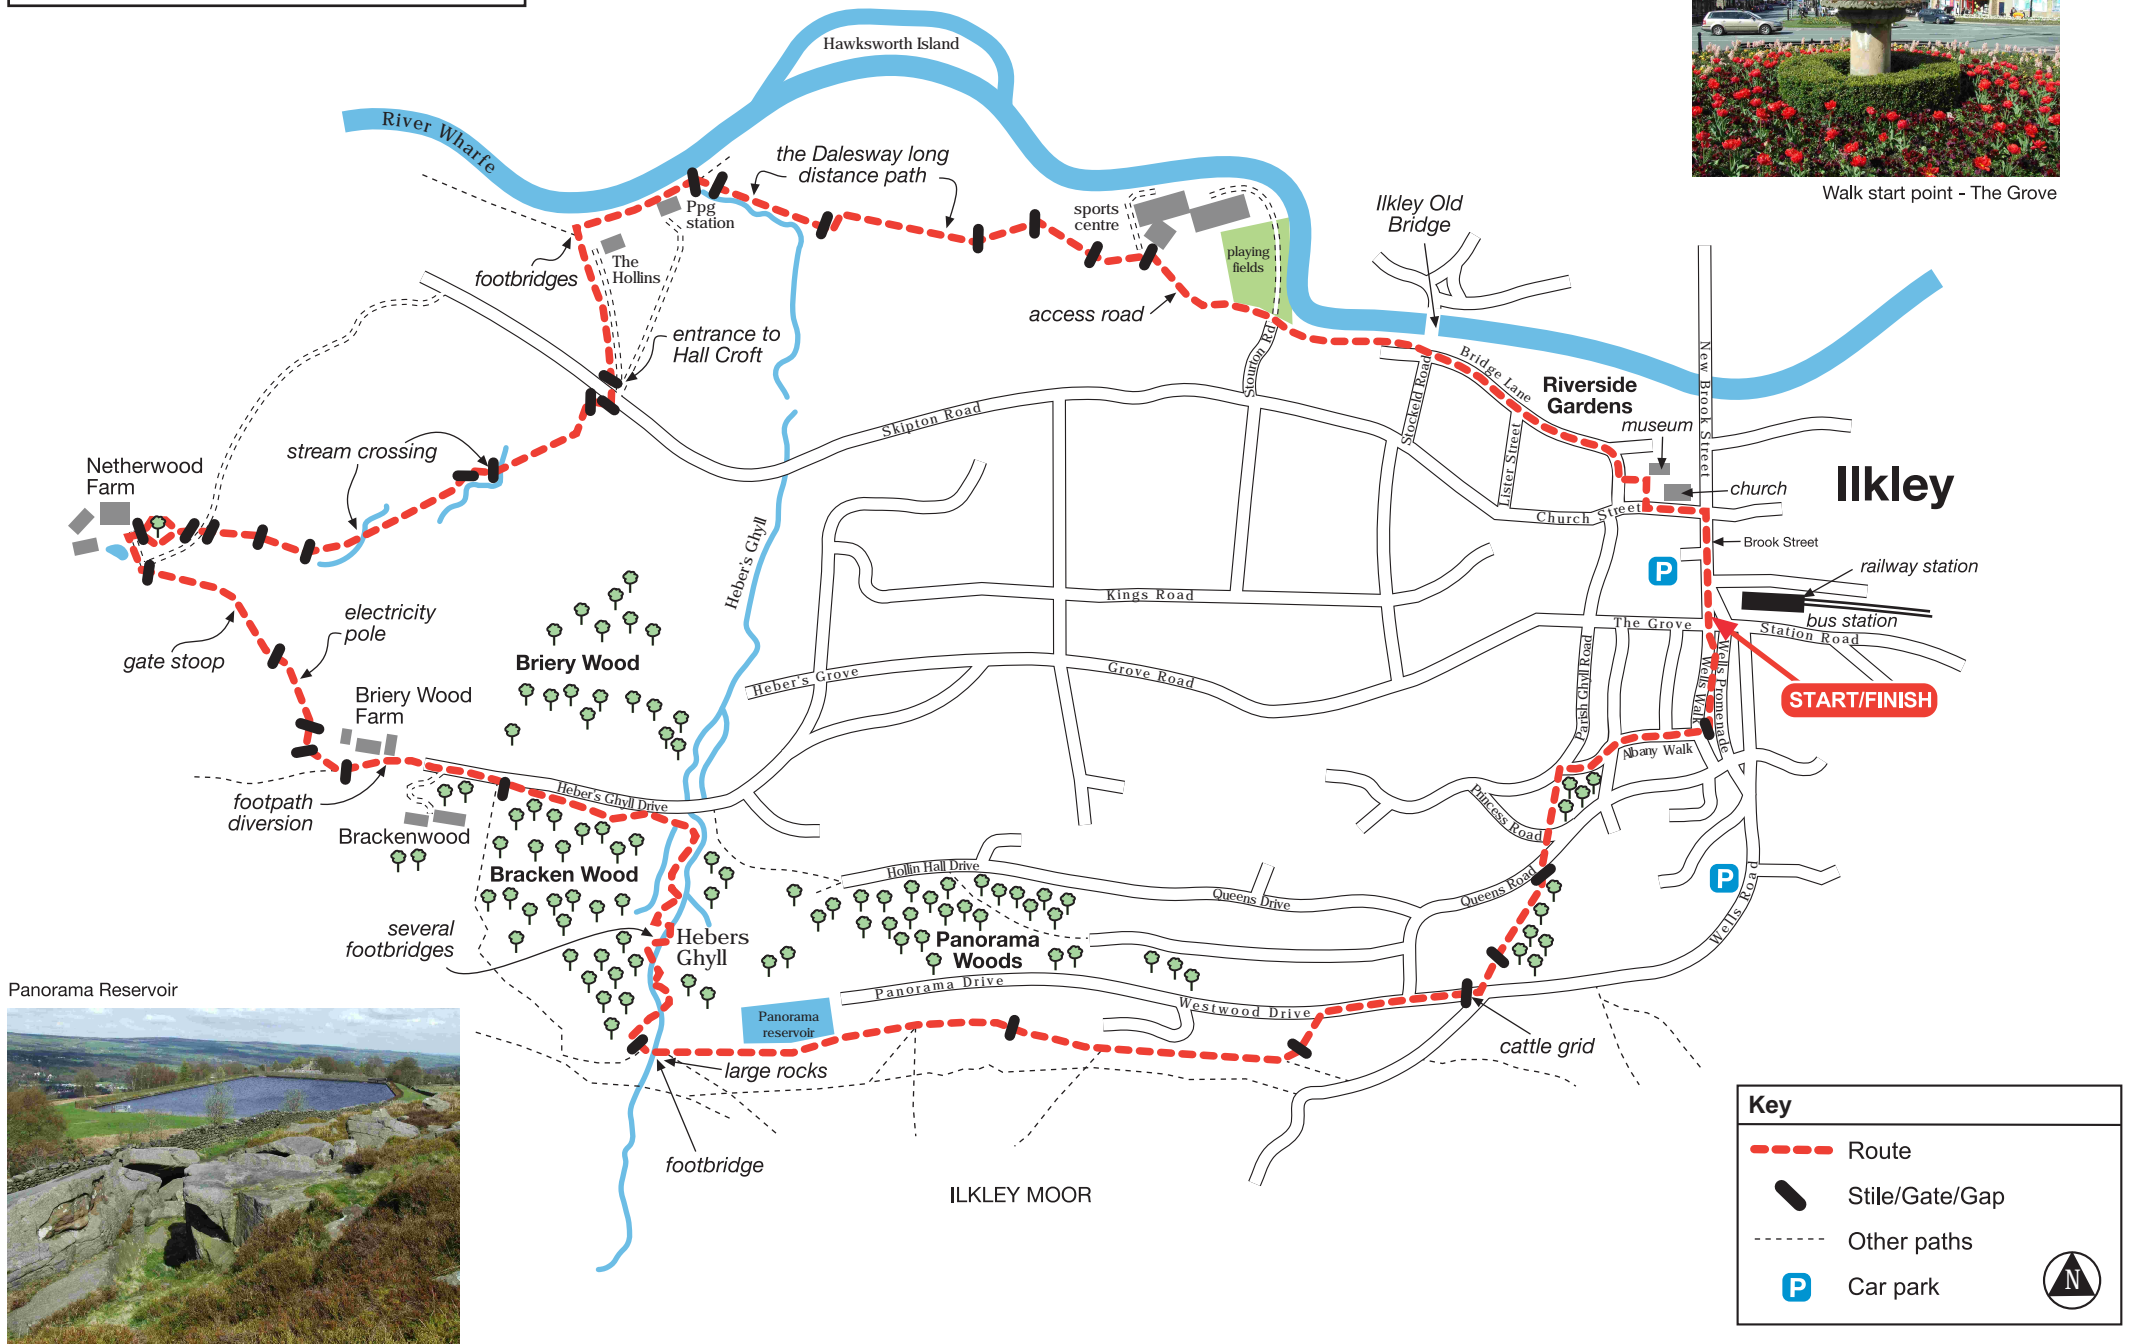 Hawksworth Island
River Wharfe
the Dalesway long
distance path
Ppg
station
The
Hollins
footbridges
entrance to
Hall Croft
sports
centre
playing
fields
access road
Ilkley Old
Bridge
Walk start point - The Grove
Stourton Rd
Skipton Road
Stockeld Road
Bridge Lane
Lister Street
Riverside
Gardens
museum
church
Church Street
New Brook Street
Ilkley
Brook Street
P
railway station
bus station
Station Road
The Grove
START/FINISH
Wells Promenade
Wells Walk
Parish Ghyll Road
Albany Walk
Kings Road
Grove Road
Heber's Grove
Heber's Ghyll
stream crossing
Netherwood
Farm
gate stoop
electricity
pole
Briery Wood
Briery Wood
Farm
footpath
diversion
Brackenwood
Heber's Ghyll Drive
Bracken Wood
several
footbridges
Hebers
Ghyll
Hollin Hall Drive
Queens Drive
Queens Road
Princess Road
P
Wells Road
Panorama
Woods
Panorama Drive
Westwood Drive
Panorama
reservoir
large rocks
footbridge
cattle grid
ILKLEY MOOR
Panorama Reservoir
Key
Route
Stile/Gate/Gap
Other paths
P
Car park
N